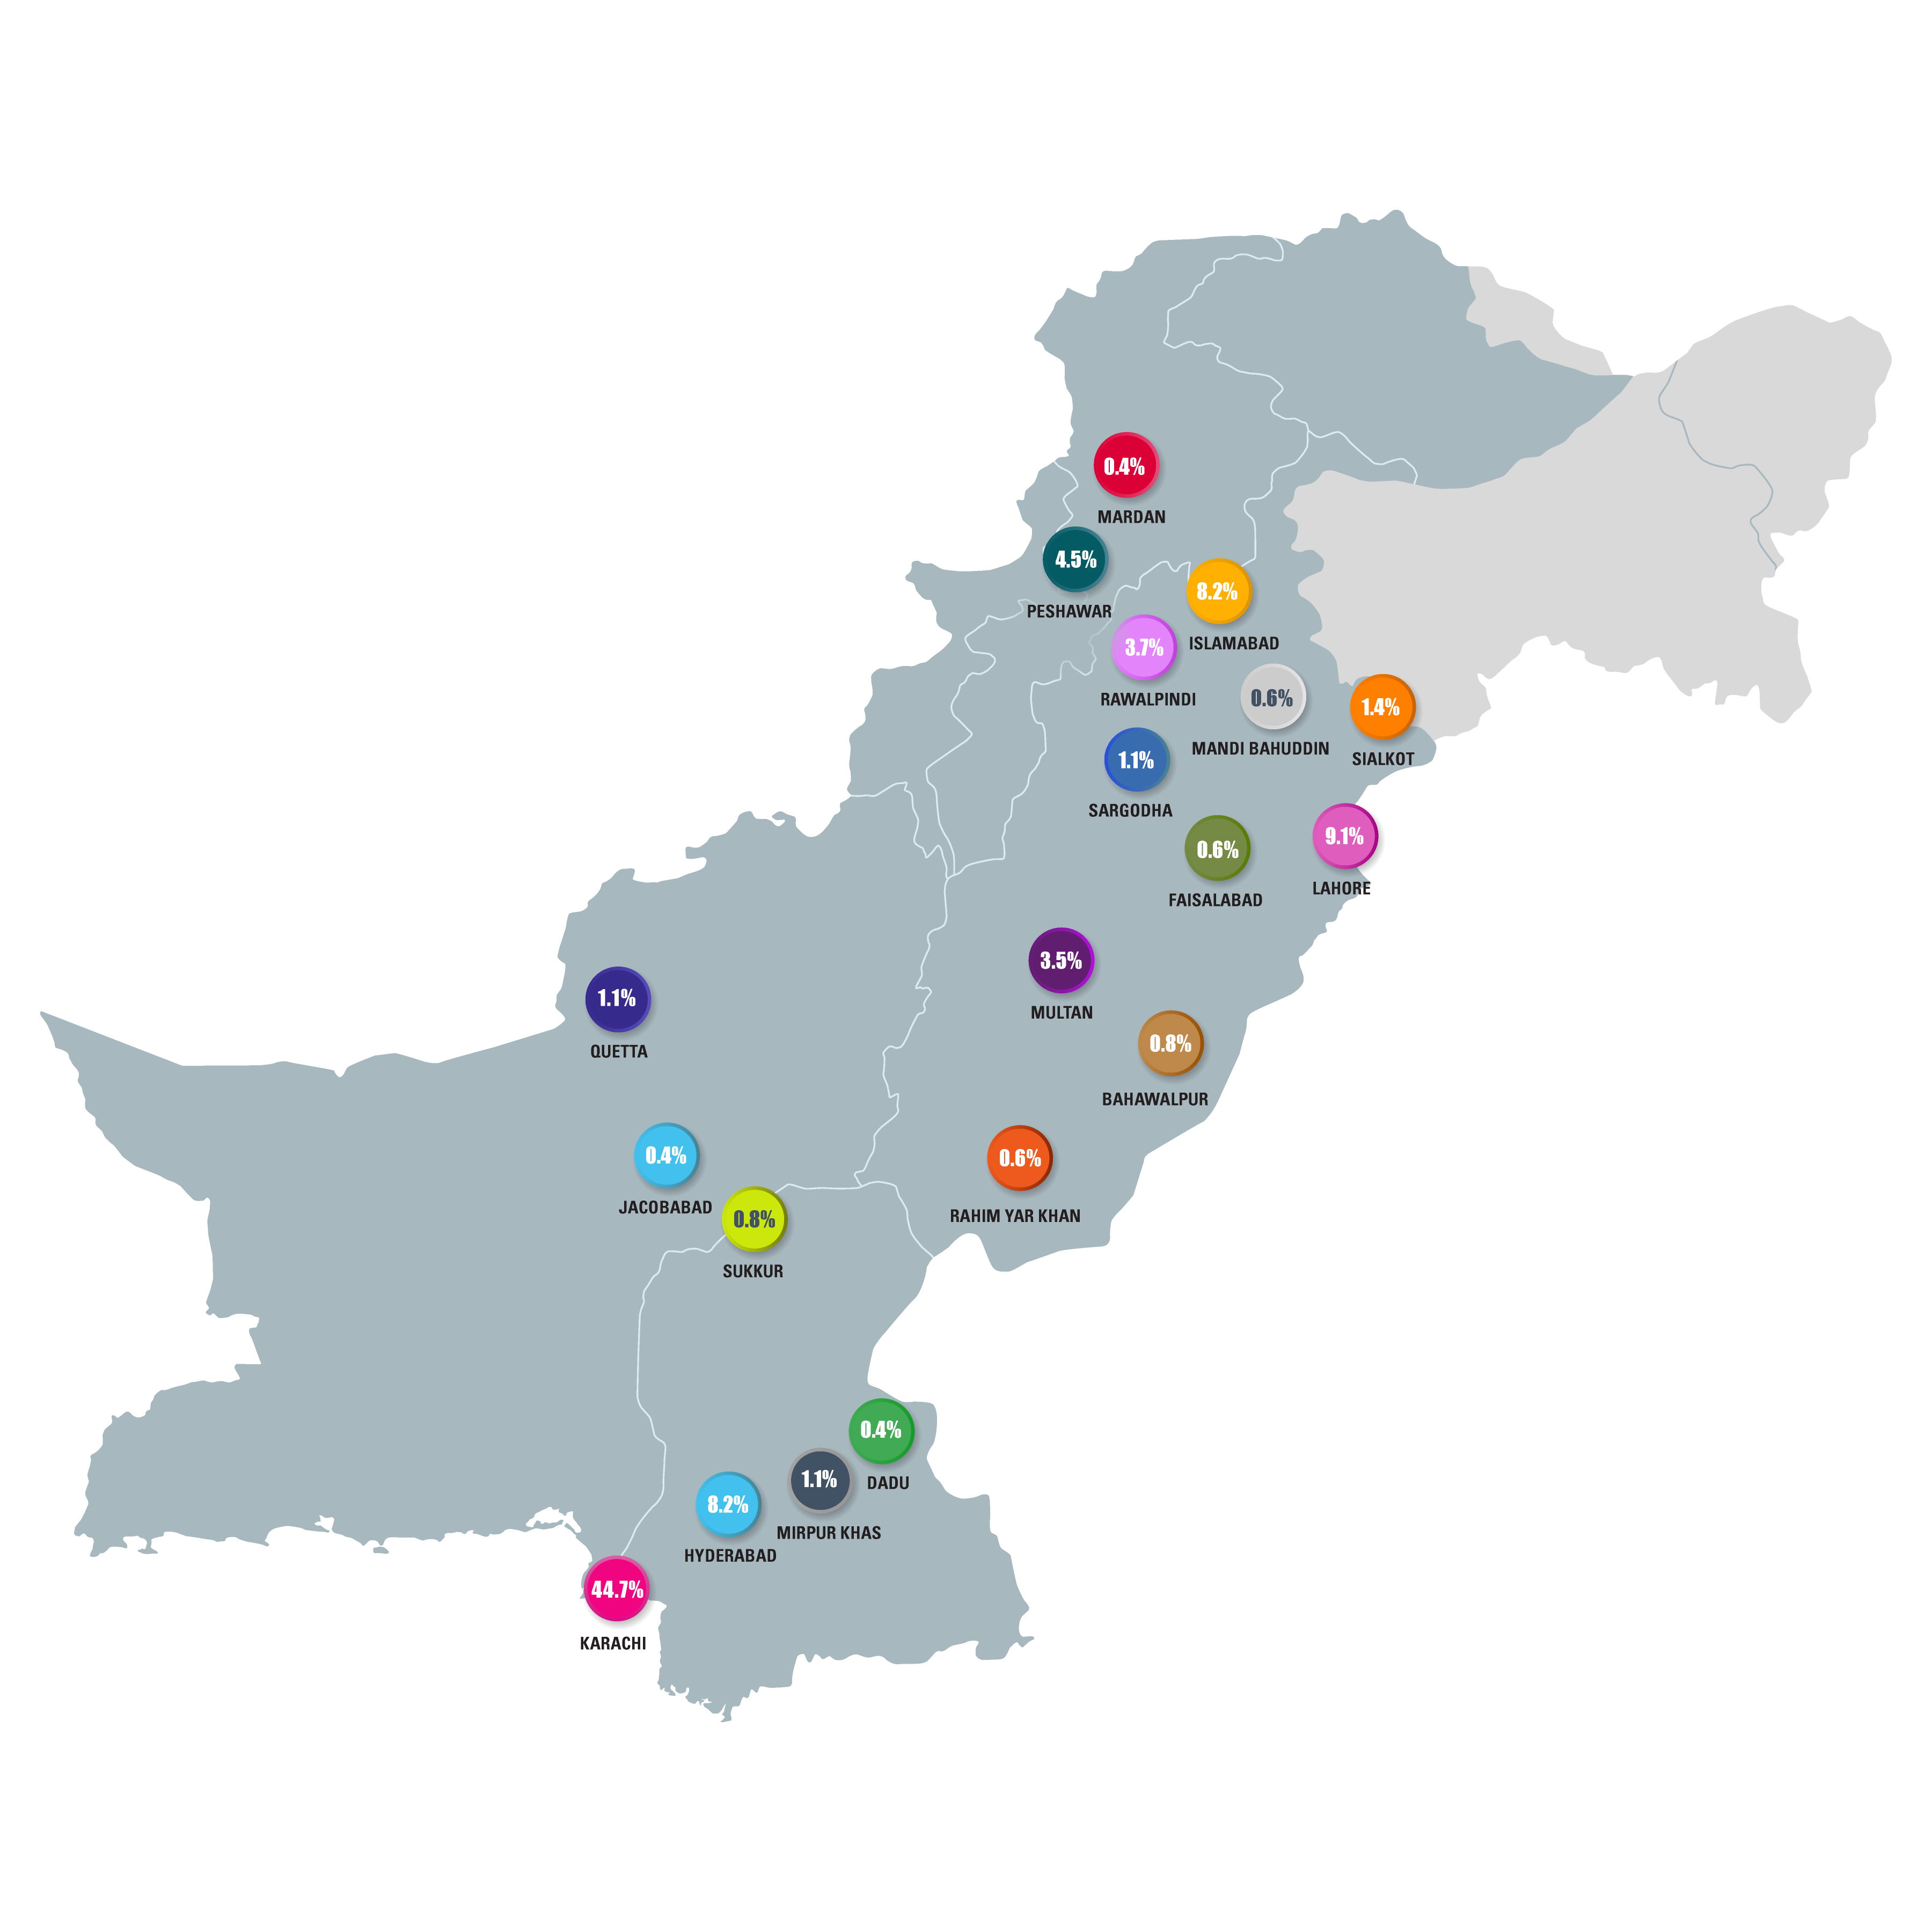 0.4%
MARDAN
4.5%
PESHAWAR
8.2%
ISLAMABAD
3.7%
RAWALPINDI
0.6%
MANDI BAHUDDIN
1.4%
SIALKOT
1.1%
SARGODHA
9.1%
LAHORE
0.6%
FAISALABAD
3.5%
MULTAN
1.1%
QUETTA
0.8%
BAHAWALPUR
0.4%
JACOBABAD
0.6%
RAHIM YAR KHAN
0.8%
SUKKUR
0.4%
DADU
1.1%
MIRPUR KHAS
8.2%
HYDERABAD
44.7%
KARACHI